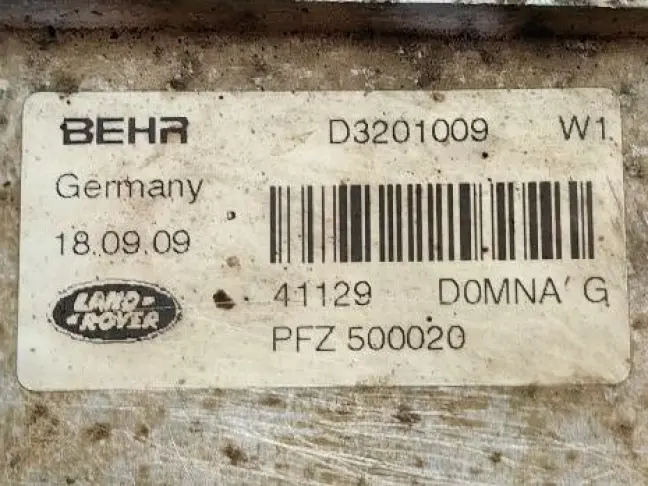 BEHR D3201009 W1
Germany
18.09.09
41129 D0MNA' G
LAND-
-ROVER
PFZ 500020